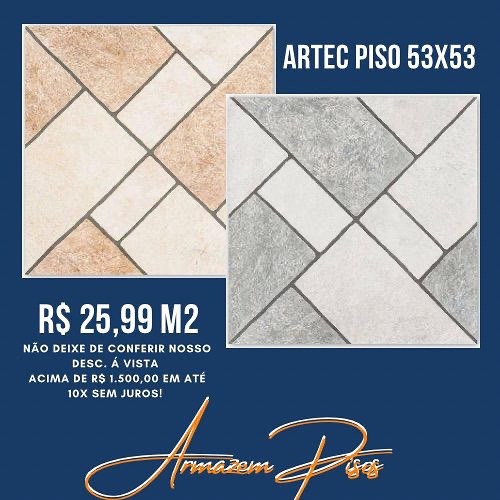 ARTEC PISO 53X53
R$ 25,99 M2
NÃO DEIXE DE CONFERIR NOSSO
DESC. Á VISTA
ACIMA DE R$ 1.500,00 EM ATÉ
10X SEM JUROS!
Armazem Pisos